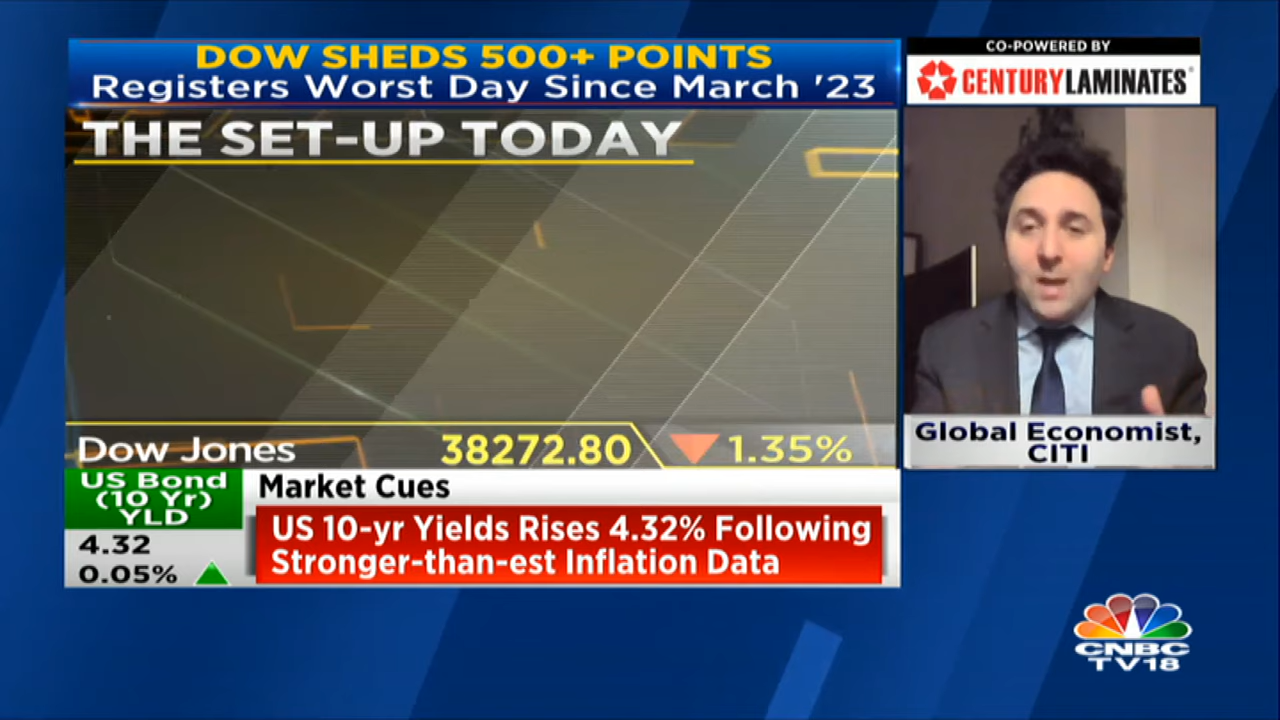 DOW SHEDS 500+ POINTS
Registers Worst Day Since March '23
THE SET-UP TODAY
Dow Jones 38272.80 1.35%
US Bond
(10 Yr)
YLD
4.32
0.05%
Market Cues
US 10-yr Yields Rises 4.32% Following
Stronger-than-est Inflation Data
CO-POWERED BY
CENTURYLAMINATES®
Global Economist,
CITI
CNBC
TV18